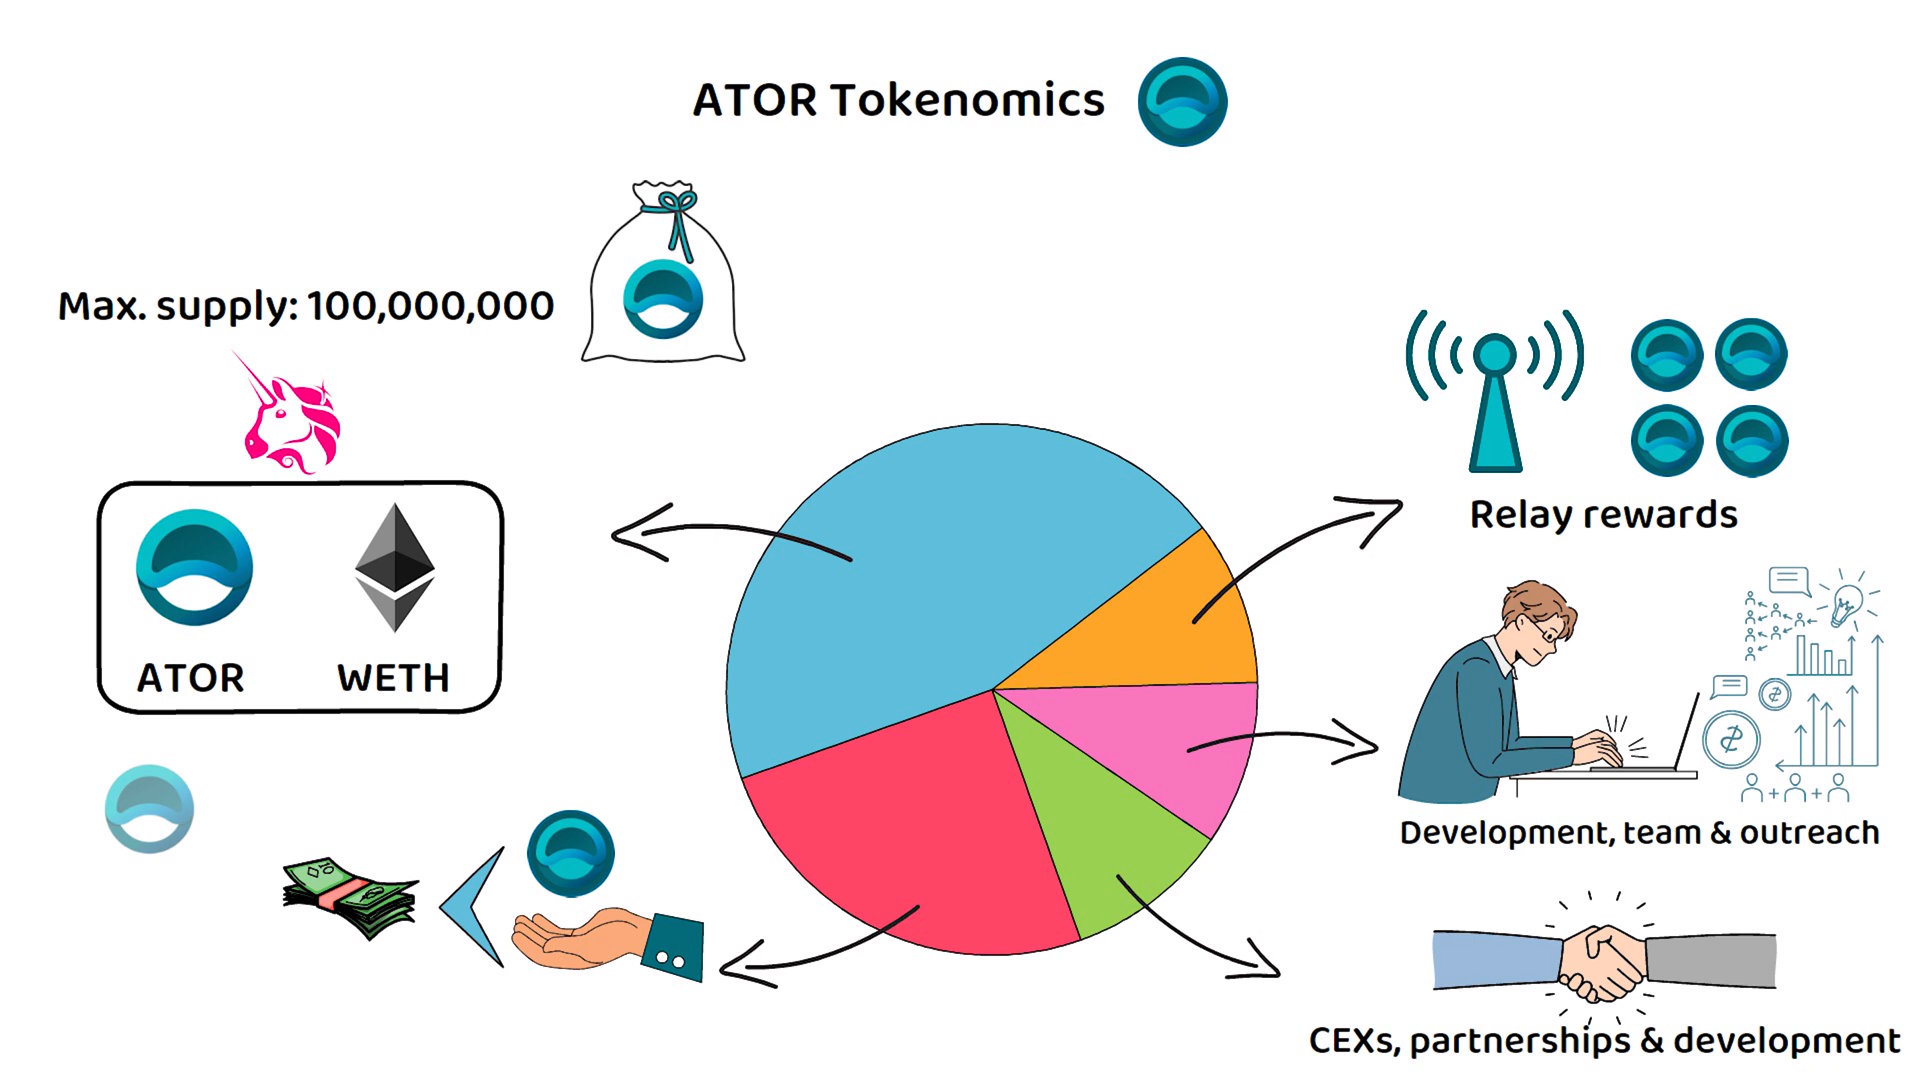 ATOR Tokenomics
Max. supply: 100,000,000
ATOR
WETH
Relay rewards
Development, team & outreach
CEXs, partnerships & development